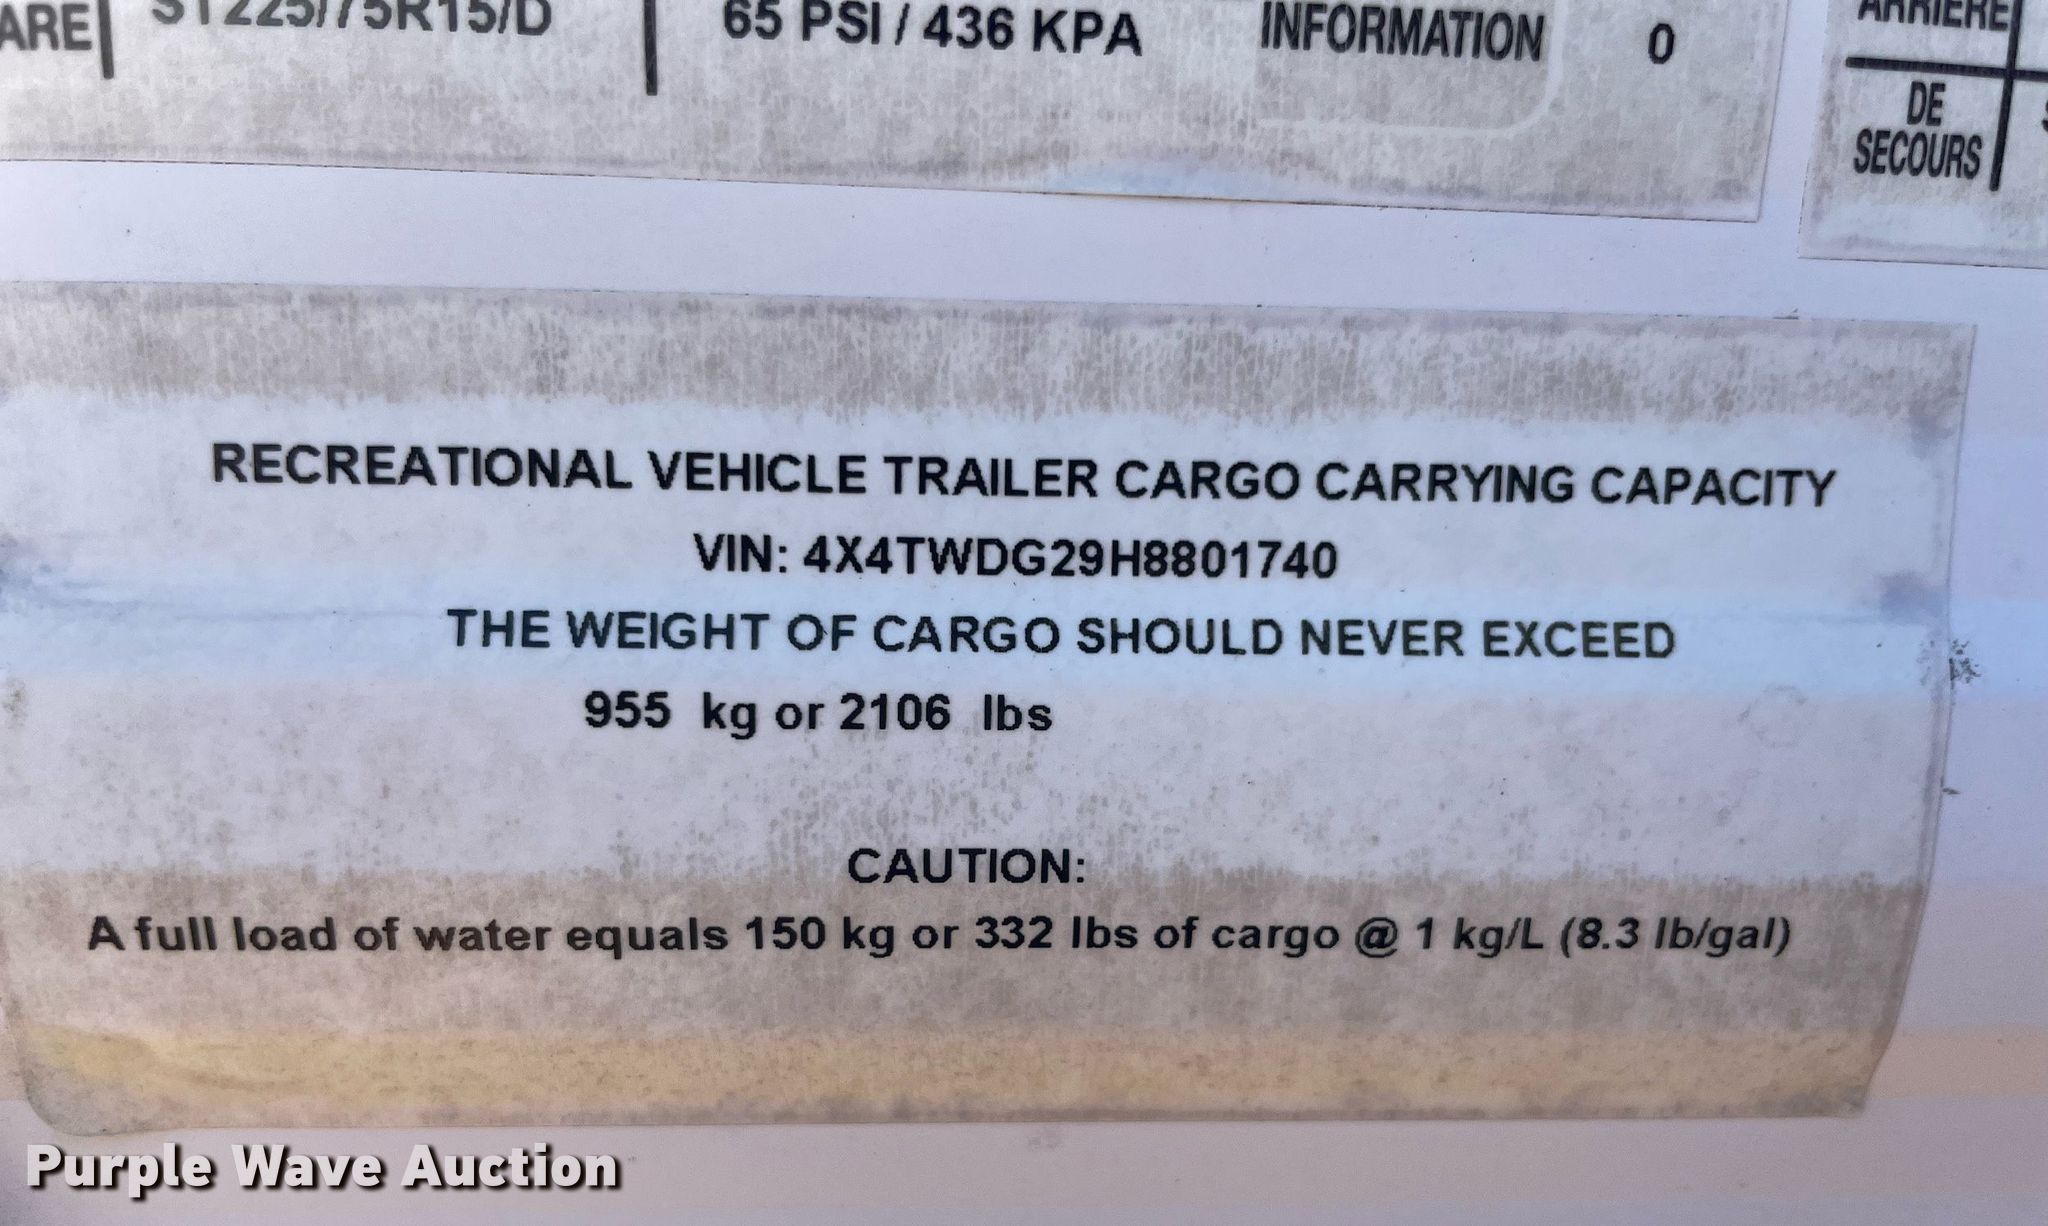 ARE ST225/75R15/D 65 PSI / 436 KPA INFORMATION 0
ARRIERE
DE
SECOURS
RECREATIONAL VEHICLE TRAILER CARGO CARRYING CAPACITY
VIN: 4X4TWDG29H8801740
THE WEIGHT OF CARGO SHOULD NEVER EXCEED
955 kg or 2106 lbs
CAUTION:
A full load of water equals 150 kg or 332 lbs of cargo @ 1 kg/L (8.3 lb/gal)
Purple Wave Auction